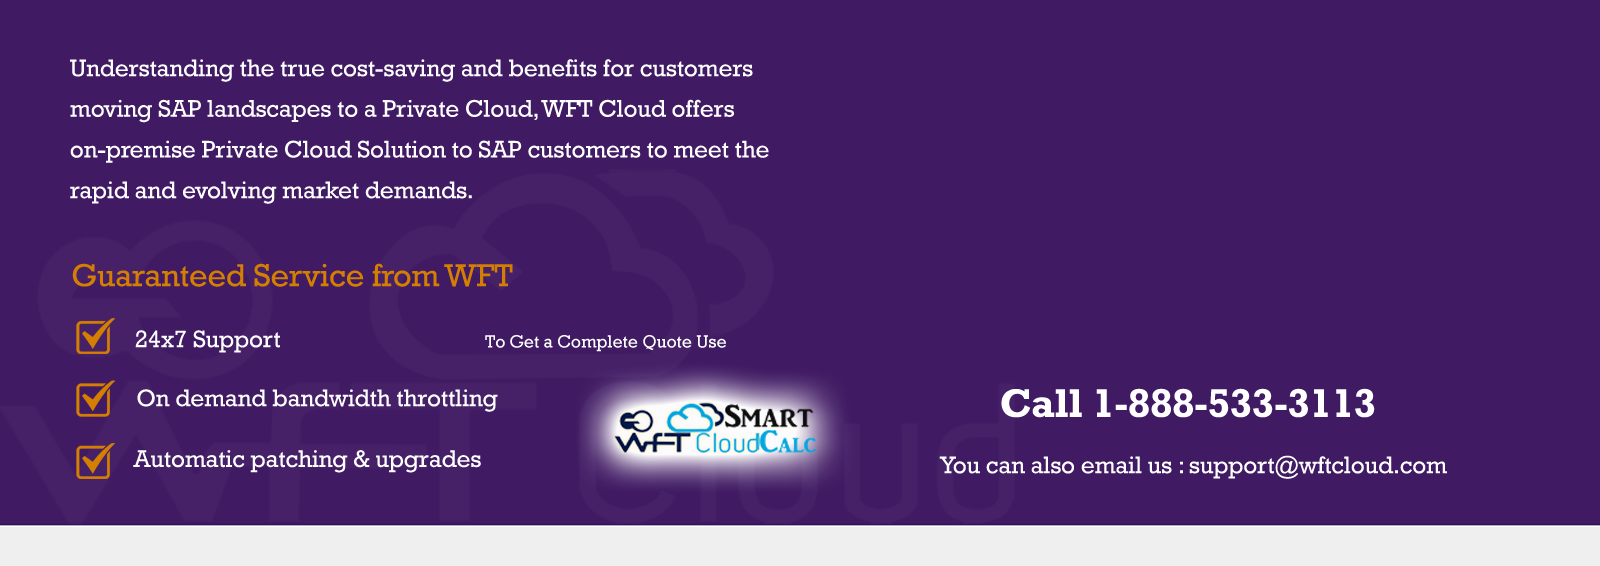 Understanding the true cost-saving and benefits for customers
moving SAP landscapes to a Private Cloud, WFT Cloud offers
on-premise Private Cloud Solution to SAP customers to meet the
rapid and evolving market demands.
Guaranteed Service from WFT
24x7 Support
To Get a Complete Quote Use
On demand bandwidth throttling
Automatic patching & upgrades
SMART
WFT CloudCALC
Call 1-888-533-3113
You can also email us : support@wftcloud.com
WFT Cloud